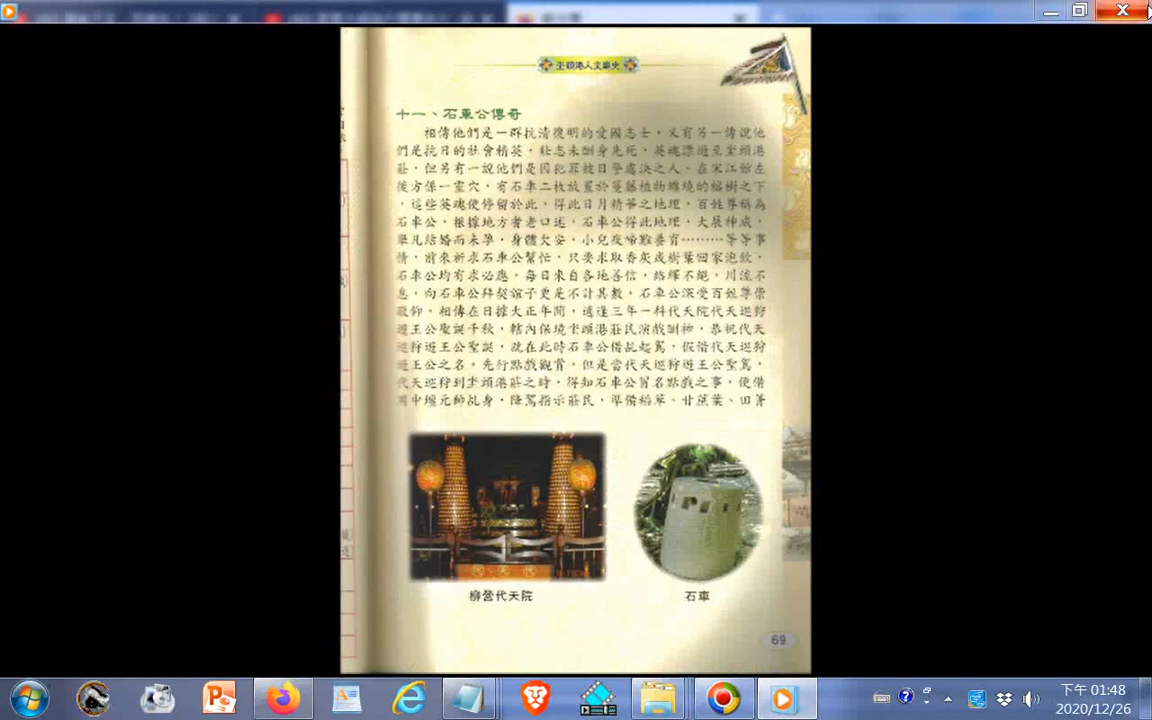 十一、石車公傳奇
相傳他們是一群抗清復明的愛國志士，又有另一傳說他
們是抗日的社會精英，壯志未酬身先死，英魂漂遊至坔頭港
莊，但另有一說他們是因犯罪被日警處決之人。在宋江館左
後方係一靈穴，有石車二枚放置於蔓藤植物纏繞的榕樹之下
，這些英魂便停留於此，得此日月精華之地理，百姓尊稱為
石車公，根據地方耆老口述，石車公得此地理，大展神威，
舉凡結婚而未孕，身體欠安，小兒夜啼難養育………等等事
情，前來祈求石車公幫忙，只要求取香灰或樹葉回家泡飲，
石車公均有求必應。每日來自各地善信，絡繹不絕，川流不
息，向石車公拜契誼子更是不計其數，石車公深受百姓尊崇
敬仰。相傳在日據大正年間，適逢三年一科代天院代天巡狩
遊王公聖誕千秋，轄內保境坔頭港莊民演戲酬神，恭祝代天
巡狩遊王公聖誕，就在此時石車公借乩起駕，假借代天巡狩
遊王公之名，先行點戲觀賞，但是當代天巡狩遊王公聖駕，
代天巡狩到坔頭港莊之時，得知石車公冒名點戲之事，便借
用中壇元帥乩身，降駕指示莊民，準備稻草、甘蔗葉、田薯
柳營代天院
石車
69
下午 01:48
2020/12/26